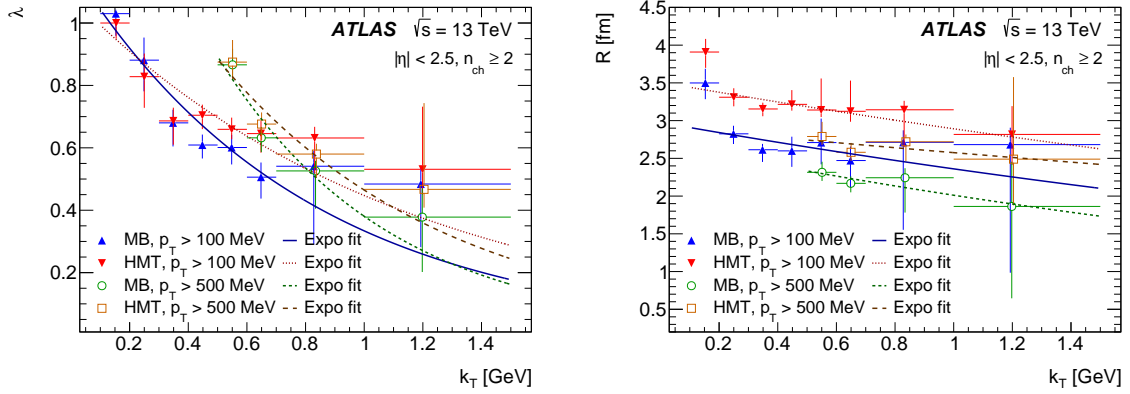 λ
ATLAS √s = 13 TeV
|η| < 2.5, n_ch ≥ 2
1
0.8
0.6
0.4
0.2
MB, p_T > 100 MeV Expo fit
HMT, p_T > 100 MeV Expo fit
MB, p_T > 500 MeV Expo fit
HMT, p_T > 500 MeV Expo fit
0.2 0.4 0.6 0.8 1 1.2 1.4
k_T [GeV]
R [fm]
ATLAS √s = 13 TeV
|η| < 2.5, n_ch ≥ 2
5
4.5
4
3.5
3
2.5
2
1.5
1
0.5
MB, p_T > 100 MeV Expo fit
HMT, p_T > 100 MeV Expo fit
MB, p_T > 500 MeV Expo fit
HMT, p_T > 500 MeV Expo fit
0.2 0.4 0.6 0.8 1 1.2 1.4
k_T [GeV]